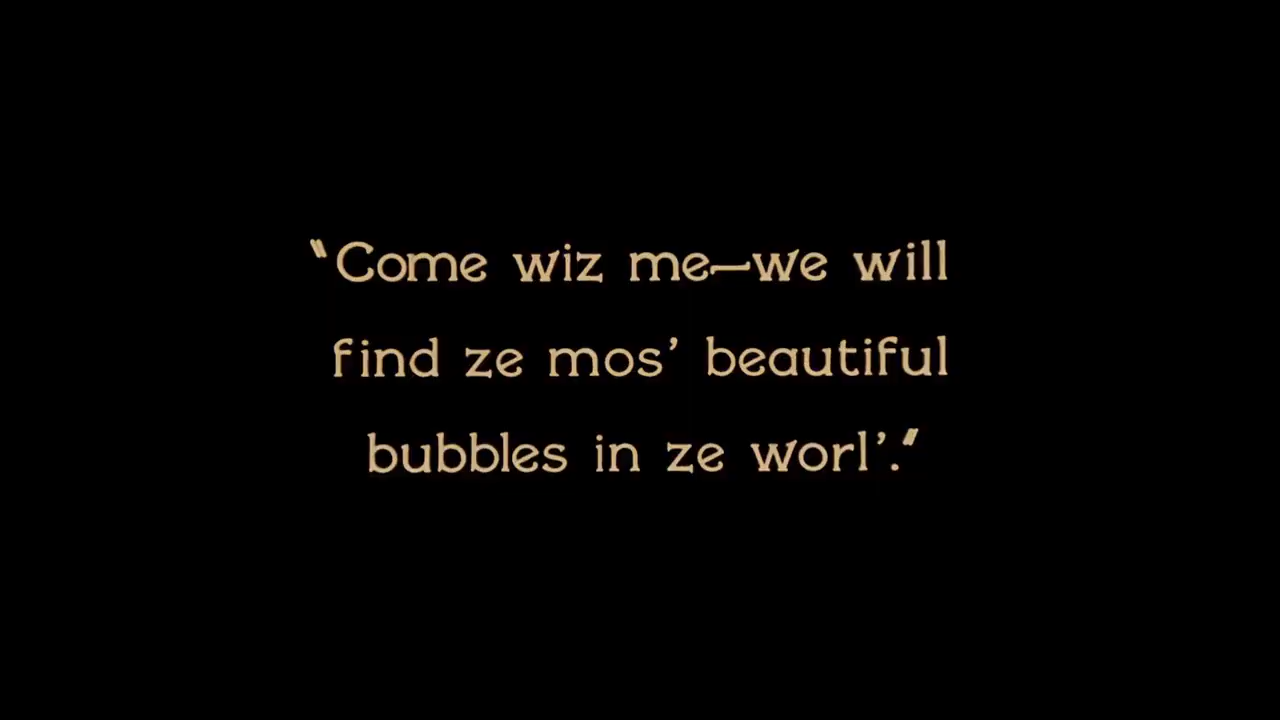 "Come wiz me—we will
find ze mos' beautiful
bubbles in ze worl'."